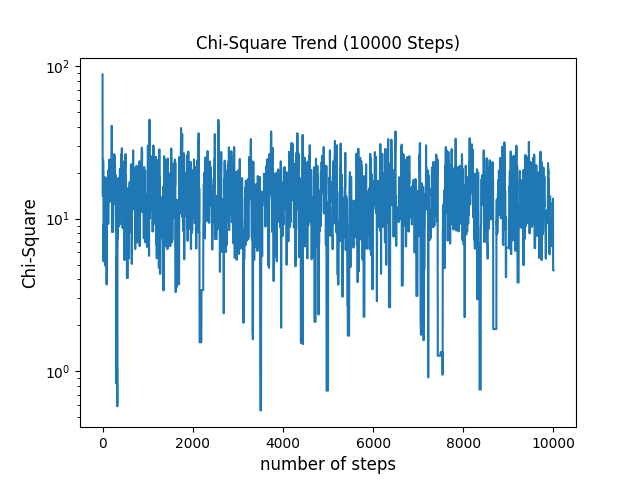 Chi-Square Trend (10000 Steps)
10²
10¹
10⁰
Chi-Square
0 2000 4000 6000 8000 10000
number of steps